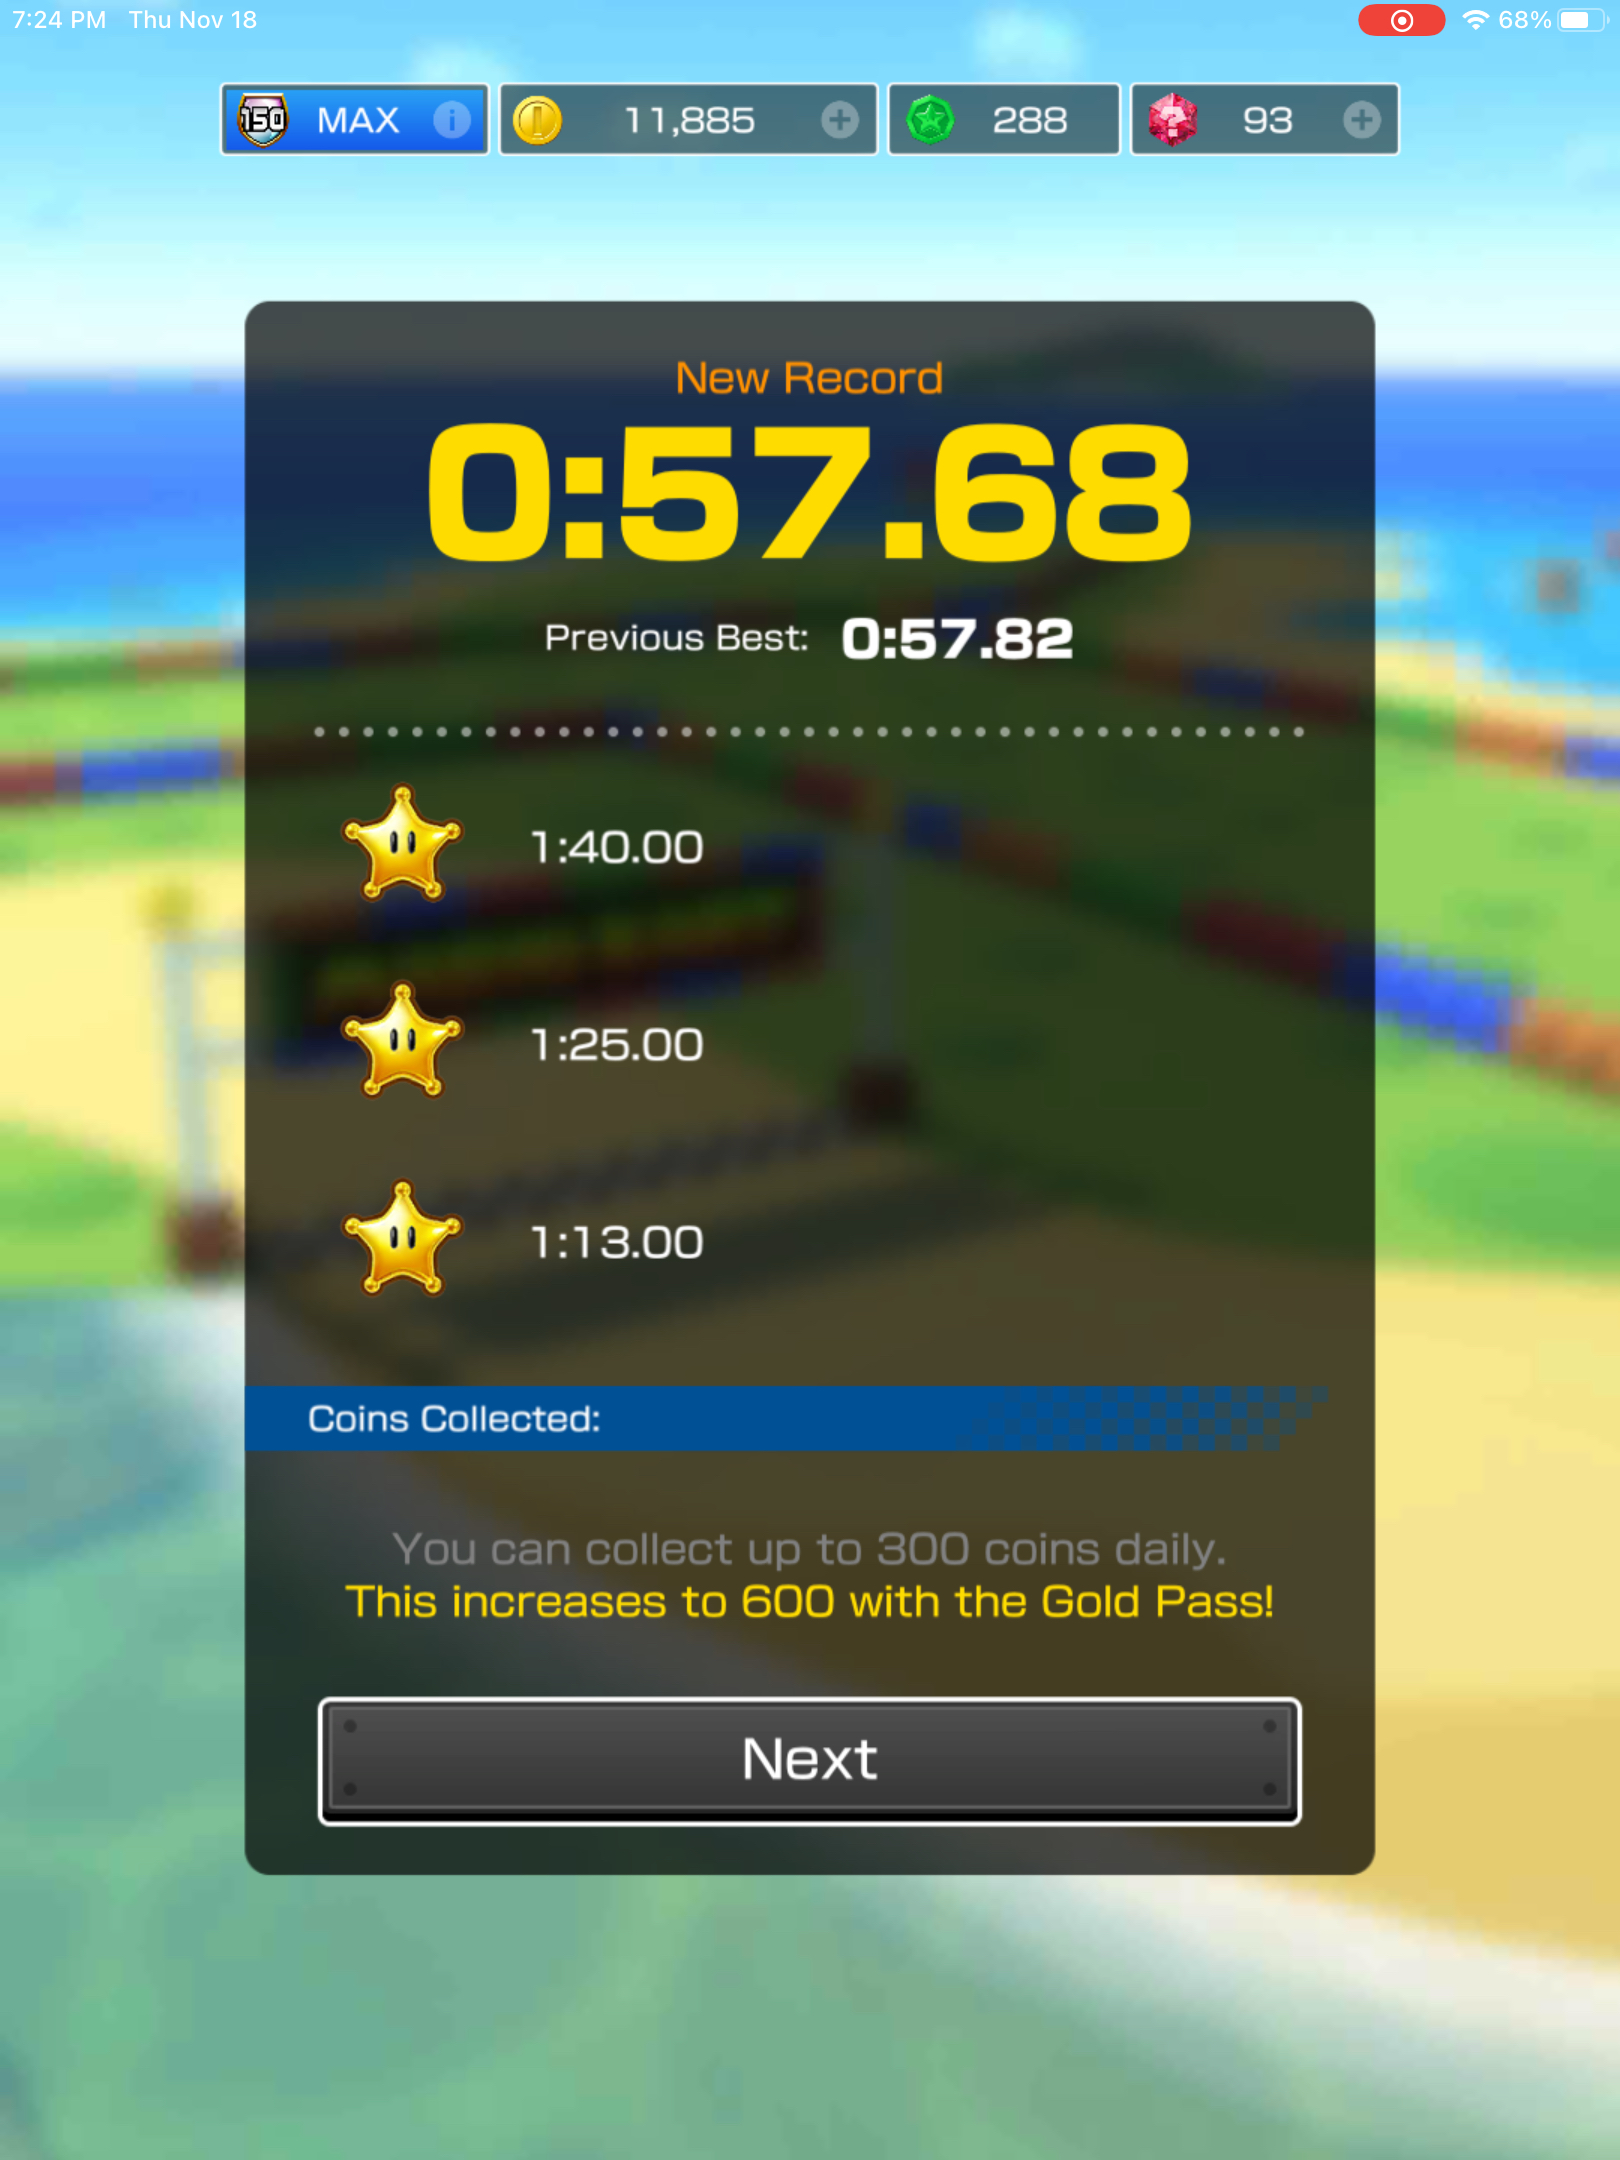 7:24 PM Thu Nov 18 68%
150 MAX i 11,885 + 288 ? 93 +
New Record
0:57.68
Previous Best: 0:57.82
1:40.00
1:25.00
1:13.00
Coins Collected:
You can collect up to 300 coins daily.
This increases to 600 with the Gold Pass!
Next